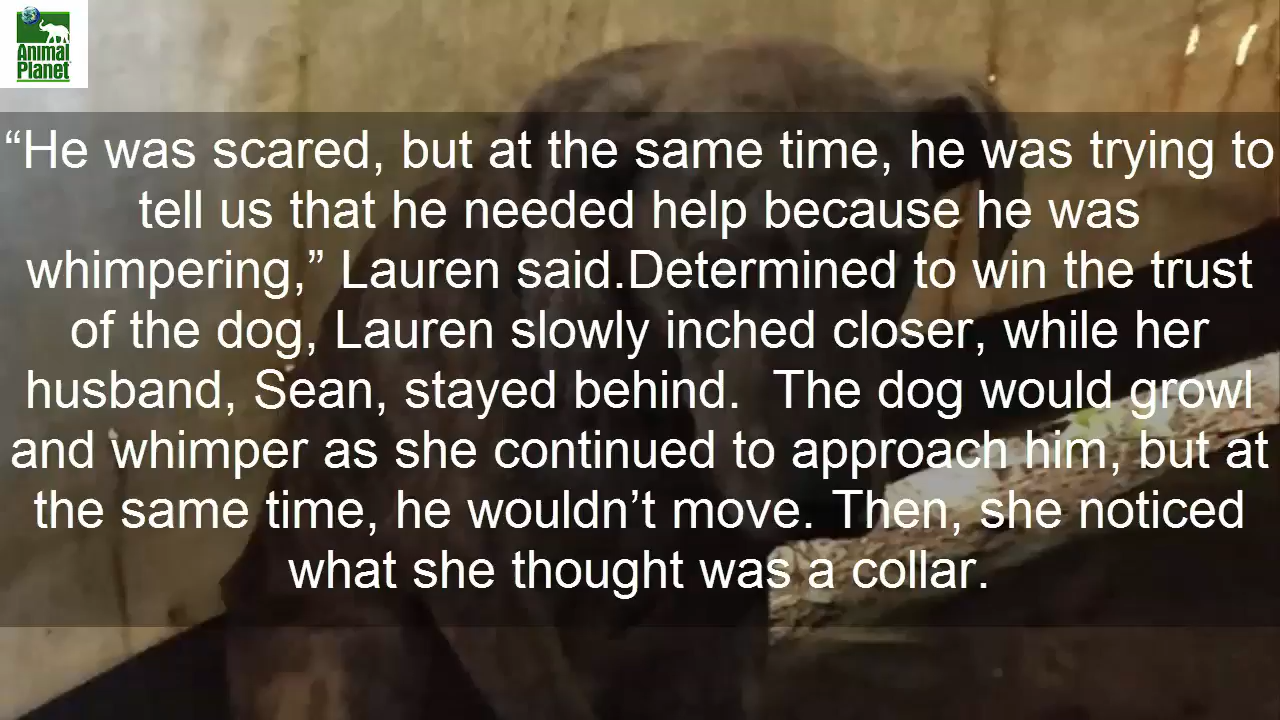 Animal
Planet
“He was scared, but at the same time, he was trying to
tell us that he needed help because he was
whimpering,” Lauren said.Determined to win the trust
of the dog, Lauren slowly inched closer, while her
husband, Sean, stayed behind.  The dog would growl
and whimper as she continued to approach him, but at
the same time, he wouldn’t move. Then, she noticed
what she thought was a collar.